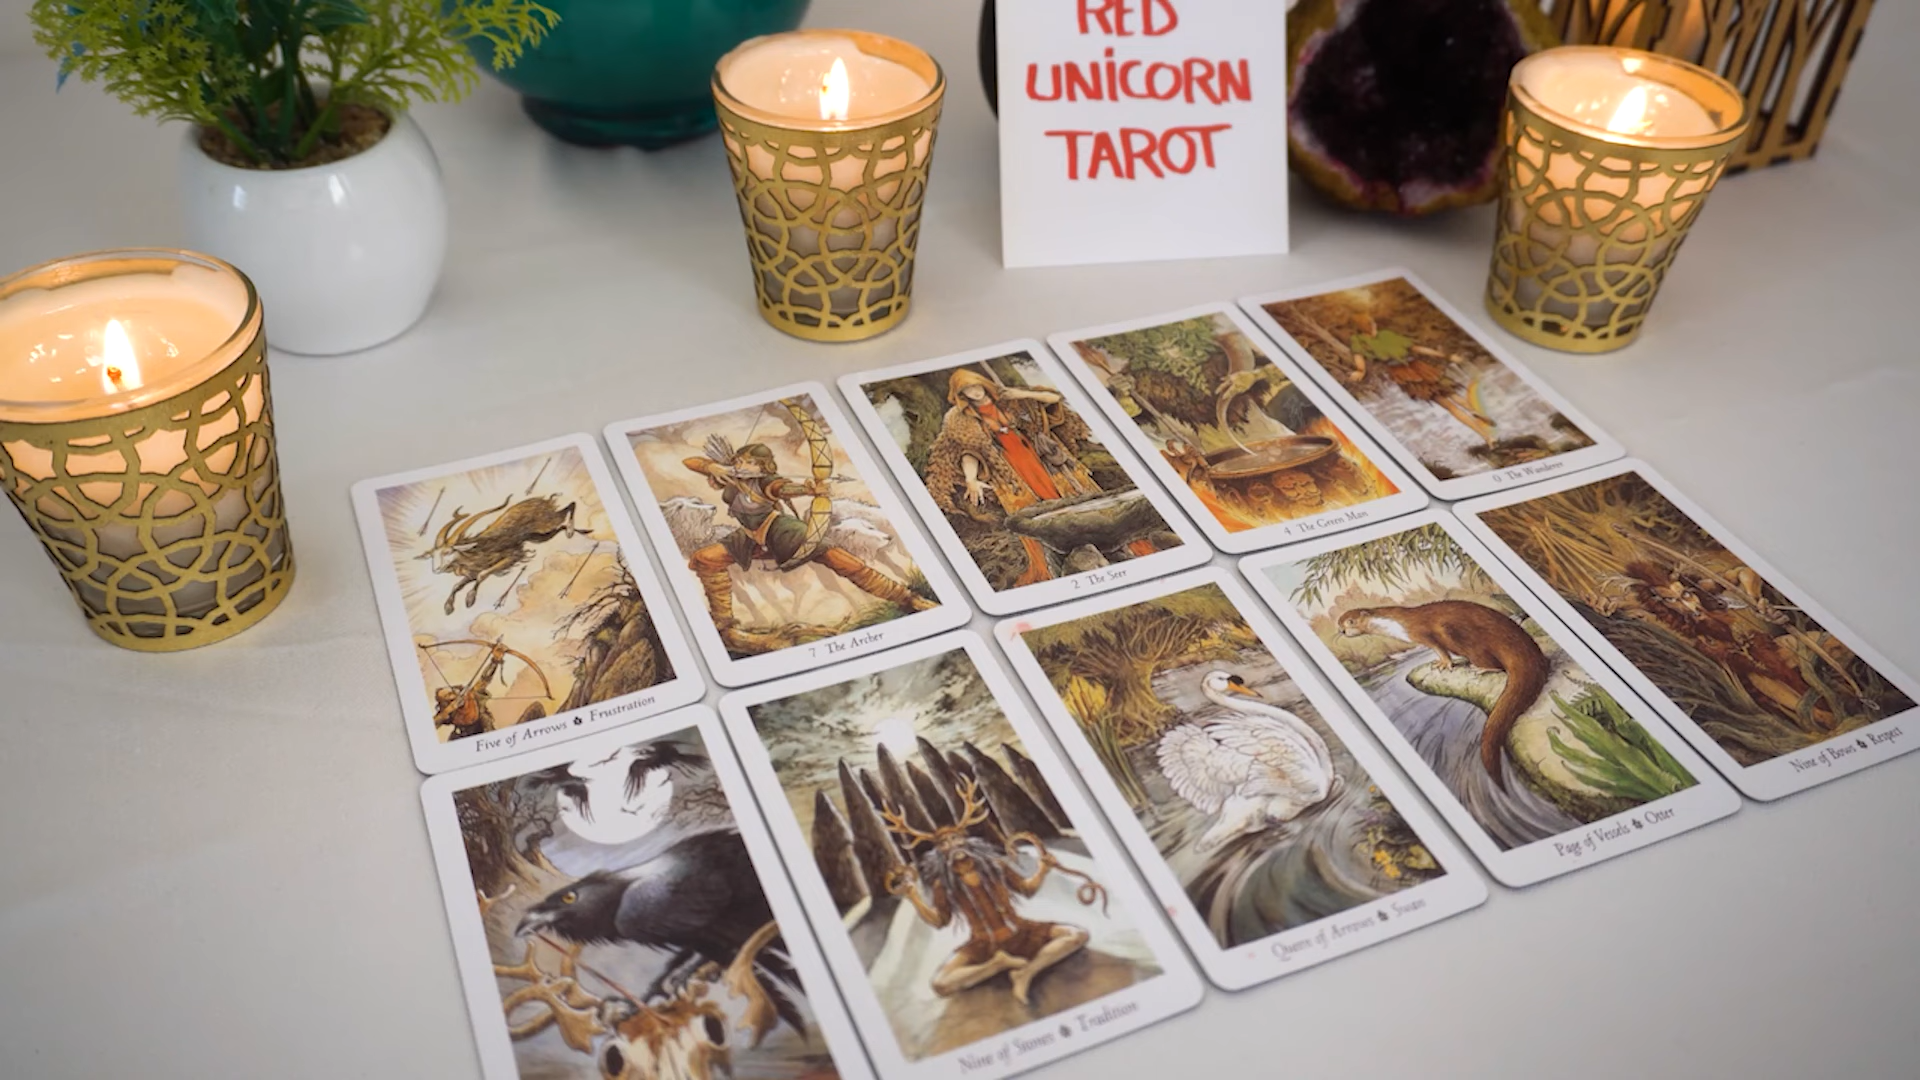 RED
UNiCORN
TAROT
0 The Wanderer
4 The Green Man
2 The Seer
7 The Archer
Five of Arrows Frustration
Nine of Bows Respect
Page of Vessels Otter
Queen of Arrows Swan
Nine of Stones Tradition